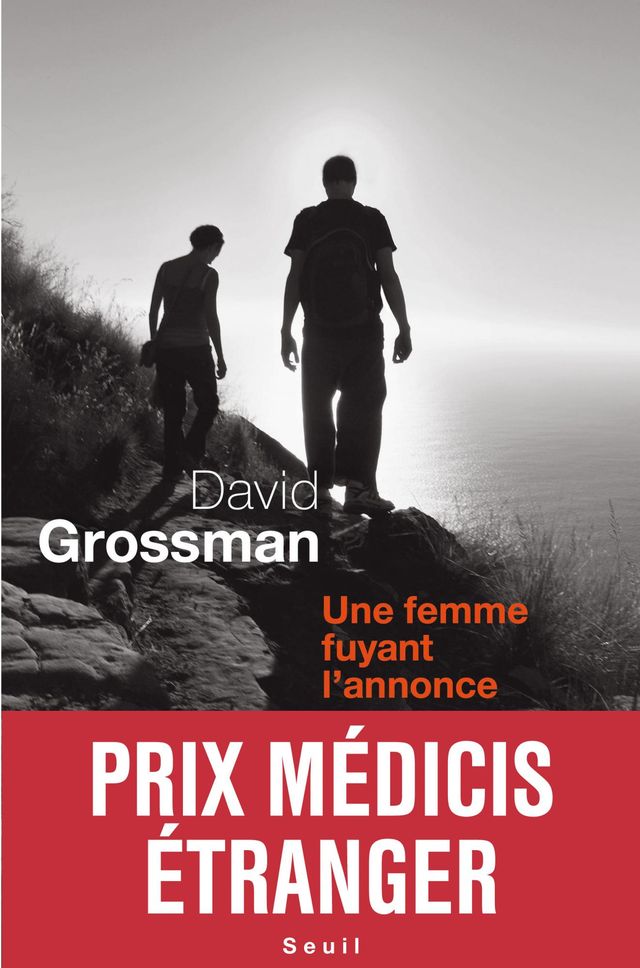 David
Grossman
Une femme
fuyant
l'annonce
PRIX MÉDICIS
ÉTRANGER
Seuil